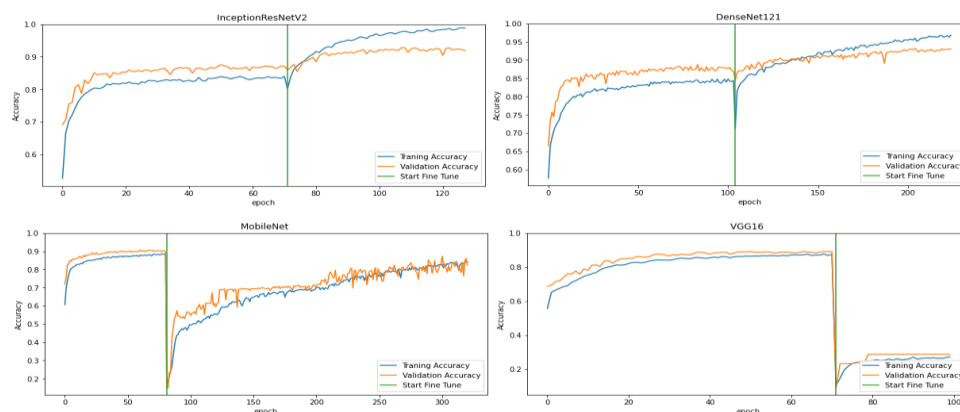 InceptionResNetV2
1.0
0.9
0.8
0.7
0.6
Accuracy
0 20 40 60 80 100 120
epoch
Traning Accuracy
Validation Accuracy
Start Fine Tune
DenseNet121
1.00
0.95
0.90
0.85
0.80
0.75
0.70
0.65
0.60
Accuracy
0 50 100 150 200
epoch
Traning Accuracy
Validation Accuracy
Start Fine Tune
MobileNet
1.0
0.9
0.8
0.7
0.6
0.5
0.4
0.3
0.2
Accuracy
0 50 100 150 200 250 300
epoch
Traning Accuracy
Validation Accuracy
Start Fine Tune
VGG16
1.0
0.8
0.6
0.4
0.2
Accuracy
0 20 40 60 80 100
epoch
Traning Accuracy
Validation Accuracy
Start Fine Tune